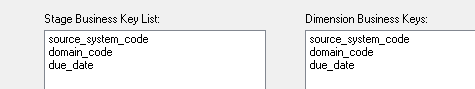 Stage Business Key List:
source_system_code
domain_code
due_date
Dimension Business Keys:
source_system_code
domain_code
due_date